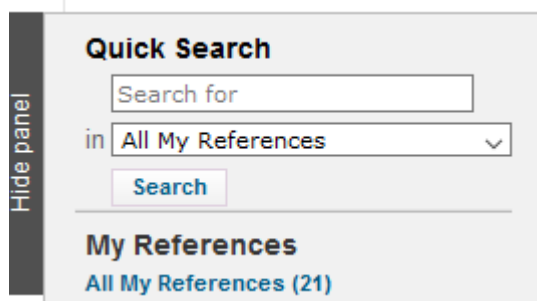 Hide panel
Quick Search
Search for
in All My References
Search
My References
All My References (21)